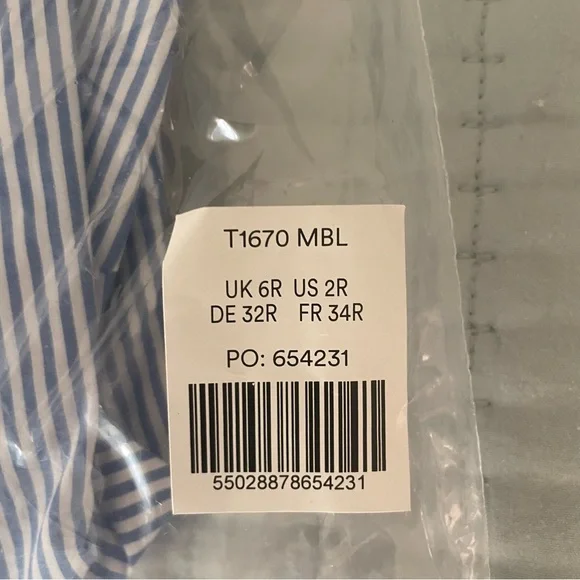 T1670 MBL
UK 6R US 2R
DE 32R FR 34R
PO: 654231
55028878654231